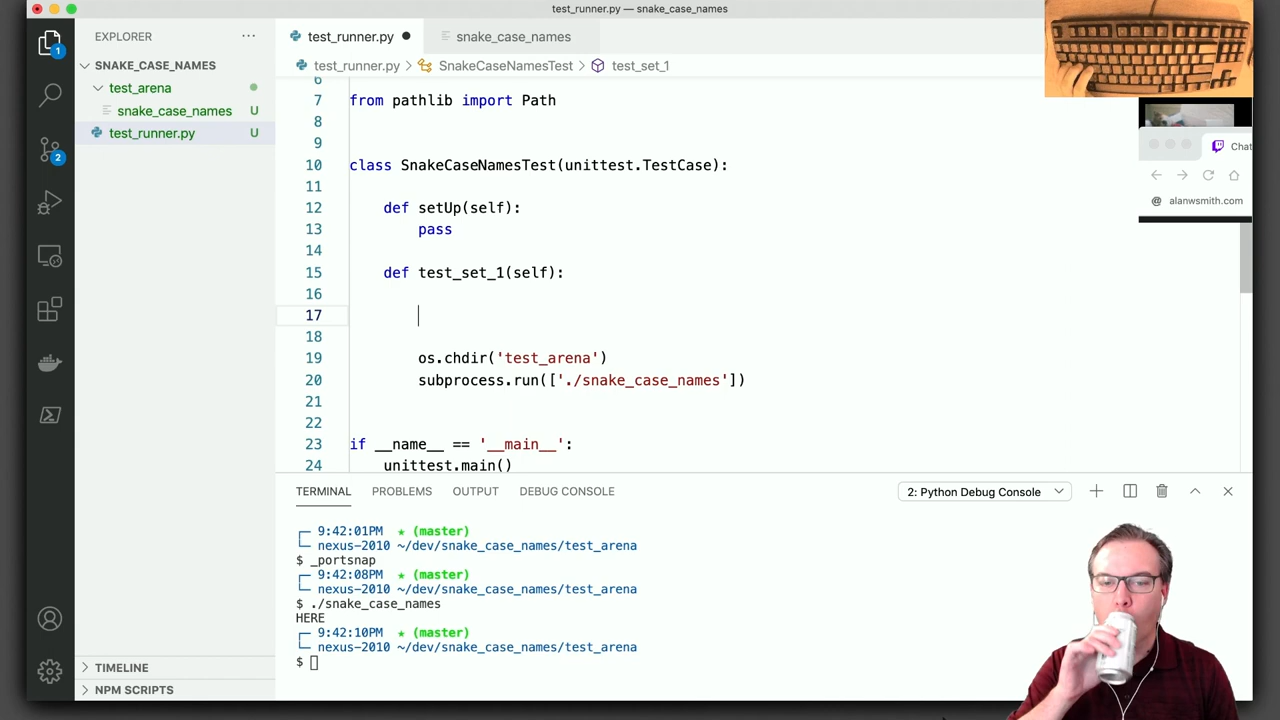 test_runner.py — snake_case_names
EXPLORER ...
SNAKE_CASE_NAMES
test_arena
snake_case_names U
test_runner.py U
TIMELINE
NPM SCRIPTS
1
2
test_runner.py ● snake_case_names
test_runner.py > SnakeCaseNamesTest > test_set_1
6
7 from pathlib import Path
8
9
10 class SnakeCaseNamesTest(unittest.TestCase):
11
12 def setUp(self):
13 pass
14
15 def test_set_1(self):
16
17
18
19 os.chdir('test_arena')
20 subprocess.run(['./snake_case_names'])
21
22
23 if __name__ == '__main__':
24 unittest.main()
TERMINAL PROBLEMS OUTPUT DEBUG CONSOLE 2: Python Debug Console
9:42:01PM ★ (master)
nexus-2010 ~/dev/snake_case_names/test_arena
$ _portsnap
9:42:08PM ★ (master)
nexus-2010 ~/dev/snake_case_names/test_arena
$ ./snake_case_names
HERE
9:42:10PM ★ (master)
nexus-2010 ~/dev/snake_case_names/test_arena
$
Chat
@ alanwsmith.com